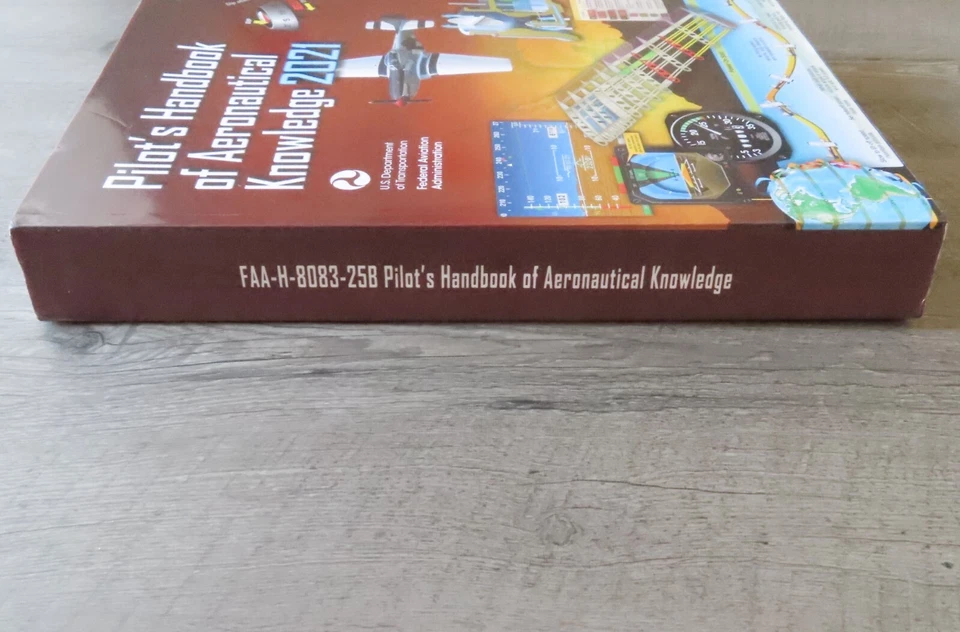 Pilot's Handbook
of Aeronautical
Knowledge 2021
U.S. Department
of Transportation
Federal Aviation
Administration
FAA-H-8083-25B Pilot's Handbook of Aeronautical Knowledge